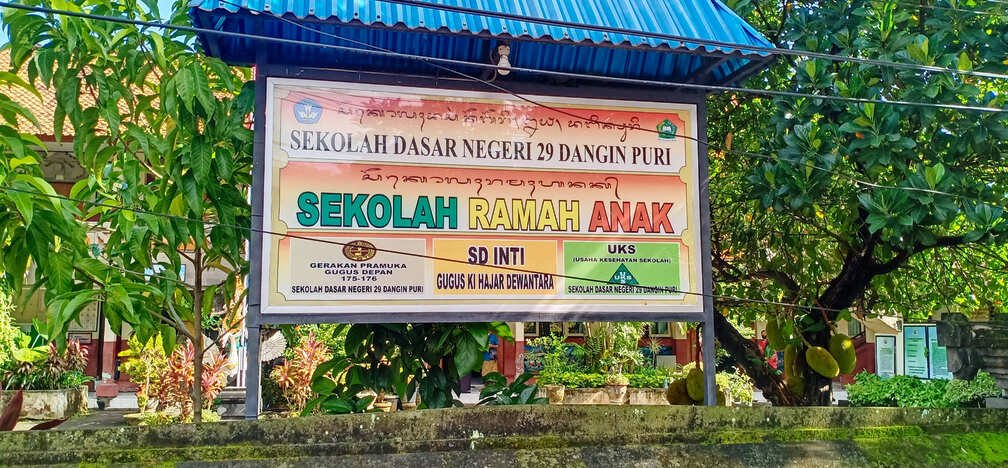 SEKOLAH DASAR NEGERI 29 DANGIN PURI
SEKOLAH RAMAH ANAK
GERAKAN PRAMUKA
GUGUS DEPAN
175-176
SEKOLAH DASAR NEGERI 29 DANGIN PURI
SD INTI
GUGUS KI HAJAR DEWANTARA
UKS
(USAHA KESEHATAN SEKOLAH)
UKS
SEKOLAH DASAR NEGERI 29 DANGIN PURI